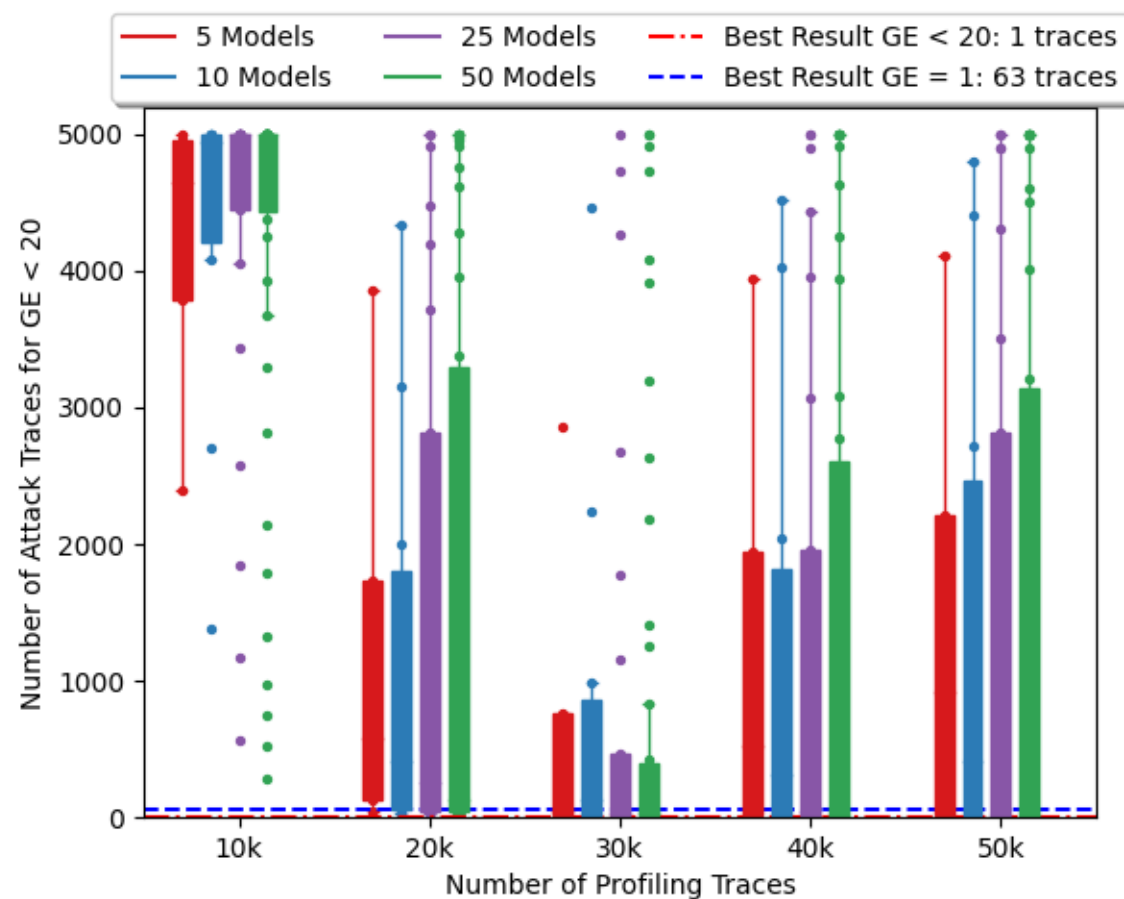 5 Models 25 Models Best Result GE < 20: 1 traces
10 Models 50 Models Best Result GE = 1: 63 traces
5000
4000
3000
2000
1000
0
Number of Attack Traces for GE < 20
10k 20k 30k 40k 50k
Number of Profiling Traces